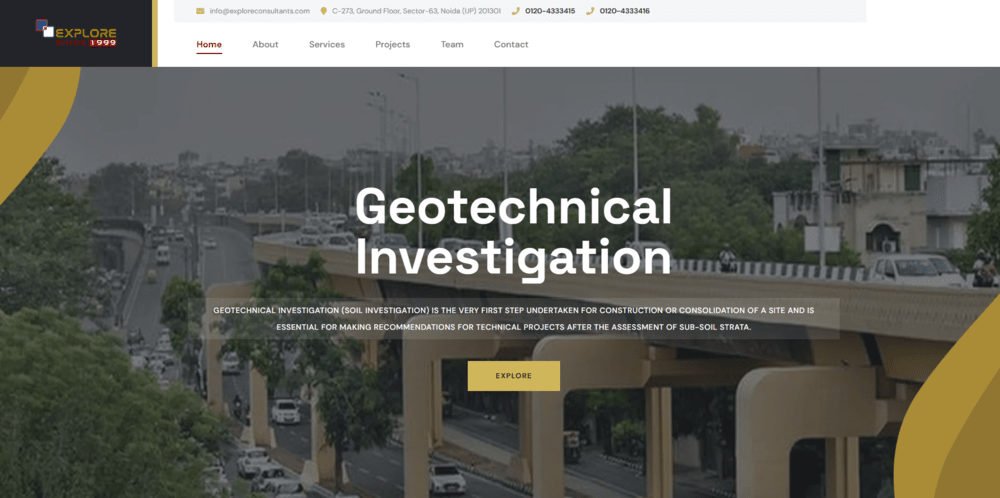 info@exploreconsultants.com C-273, Ground Floor, Sector-63, Noida (UP) 201301 0120-4333415 0120-4333416
EXPLORE
SINCE 1999
Home About Services Projects Team Contact
Geotechnical
Investigation
GEOTECHNICAL INVESTIGATION (SOIL INVESTIGATION) IS THE VERY FIRST STEP UNDERTAKEN FOR CONSTRUCTION OR CONSOLIDATION OF A SITE AND IS
ESSENTIAL FOR MAKING RECOMMENDATIONS FOR TECHNICAL PROJECTS AFTER THE ASSESSMENT OF SUB-SOIL STRATA.
EXPLORE